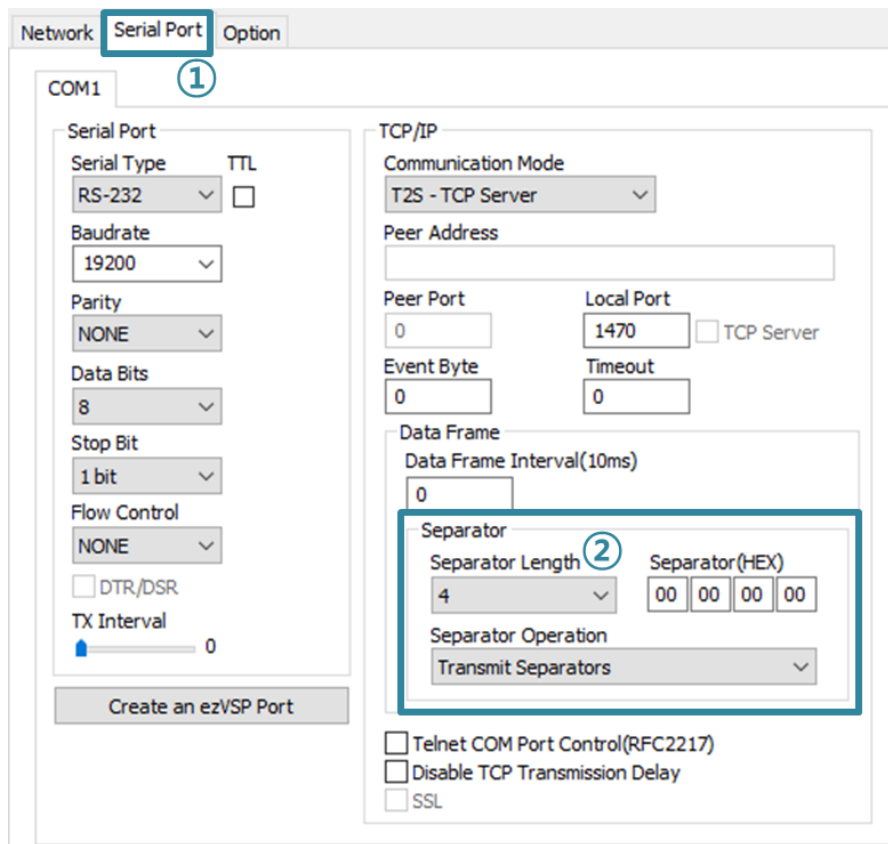 Network Serial Port Option
①
COM1
Serial Port
Serial Type TTL
RS-232
Baudrate
19200
Parity
NONE
Data Bits
8
Stop Bit
1 bit
Flow Control
NONE
DTR/DSR
TX Interval
0
Create an ezVSP Port
TCP/IP
Communication Mode
T2S - TCP Server
Peer Address
Peer Port Local Port
0 1470 TCP Server
Event Byte Timeout
0 0
Data Frame
Data Frame Interval(10ms)
0
Separator
②
Separator Length Separator(HEX)
4 00 00 00 00
Separator Operation
Transmit Separators
Telnet COM Port Control(RFC2217)
Disable TCP Transmission Delay
SSL